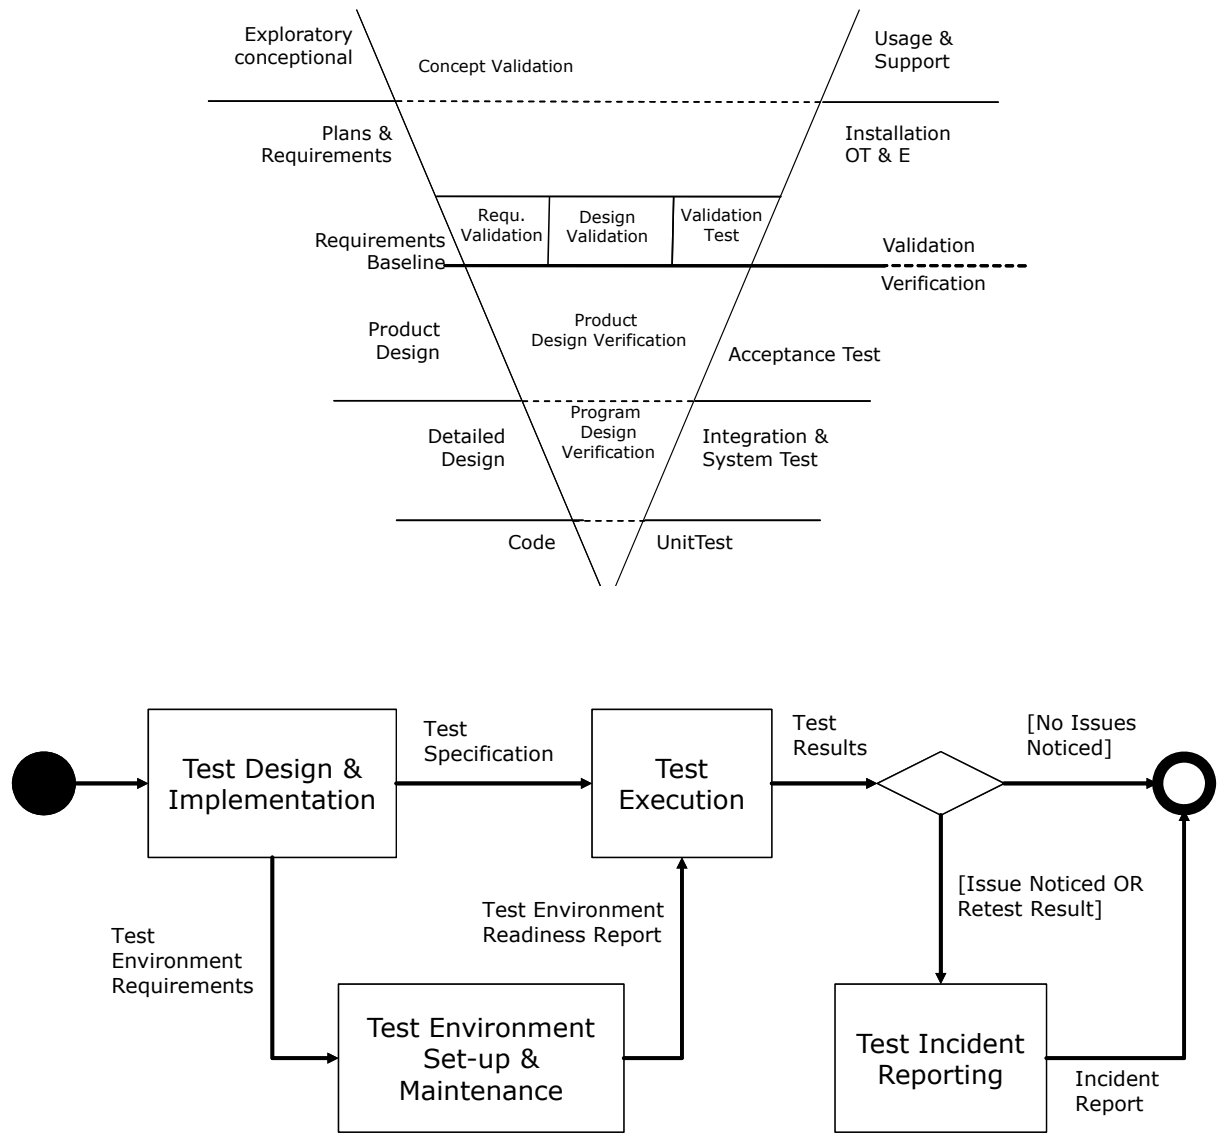 Exploratory
conceptional
Concept Validation
Usage &
Support
Plans &
Requirements
Installation
OT & E
Requ.
Validation
Design
Validation
Validation
Test
Requirements
Baseline
Validation
Verification
Product
Design
Product
Design Verification
Acceptance Test
Detailed
Design
Program
Design
Verification
Integration &
System Test
Code
UnitTest
Test Design &
Implementation
Test
Specification
Test
Execution
Test
Results
[No Issues
Noticed]
Test
Environment
Requirements
Test Environment
Readiness Report
[Issue Noticed OR
Retest Result]
Test Environment
Set-up &
Maintenance
Test Incident
Reporting
Incident
Report